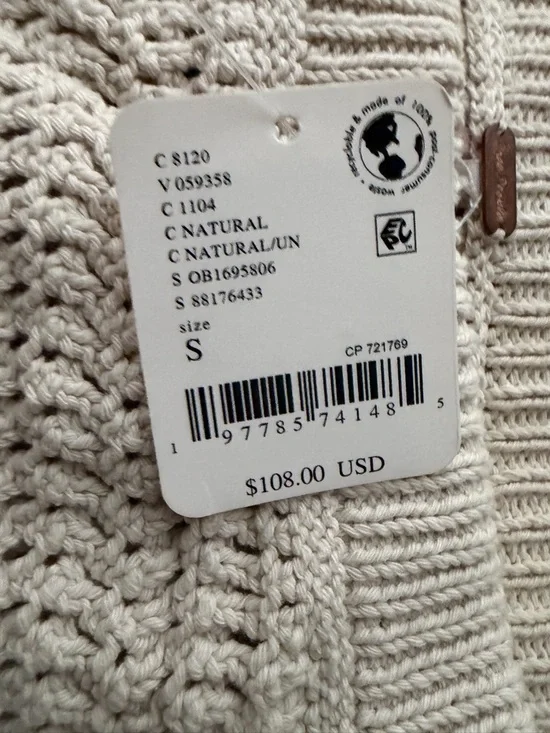 C 8120
V 059358
C 1104
C NATURAL
C NATURAL/UN
S OB1695806
S 88176433
size
S
CP 721769
1 97785 74148 5
$108.00 USD
recyclable & made of 100% post-consumer waste •
EPC™